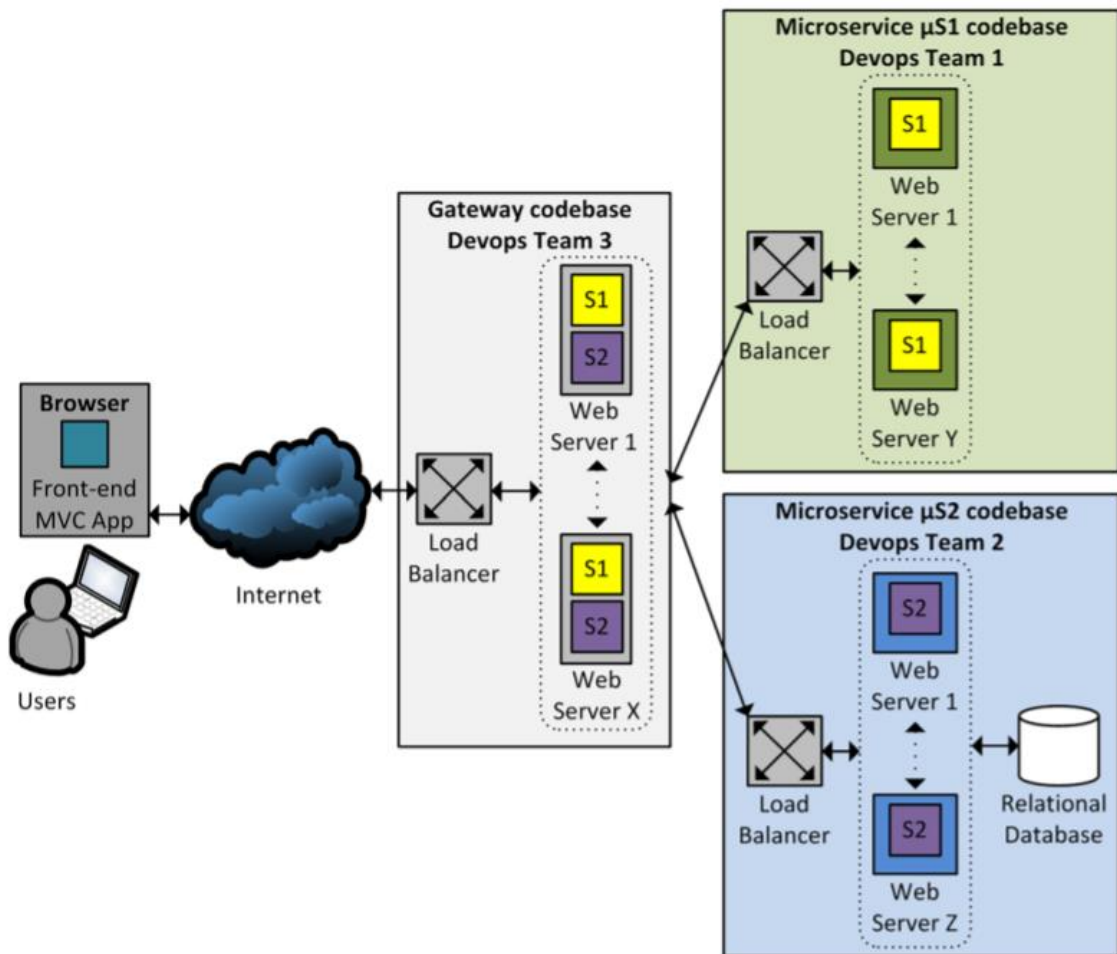 Browser
Front-end
MVC App
Users
Internet
Gateway codebase
Devops Team 3
Load
Balancer
S1
S2
Web
Server 1
S1
S2
Web
Server X
Microservice µS1 codebase
Devops Team 1
Load
Balancer
S1
Web
Server 1
S1
Web
Server Y
Microservice µS2 codebase
Devops Team 2
Load
Balancer
S2
Web
Server 1
S2
Web
Server Z
Relational
Database